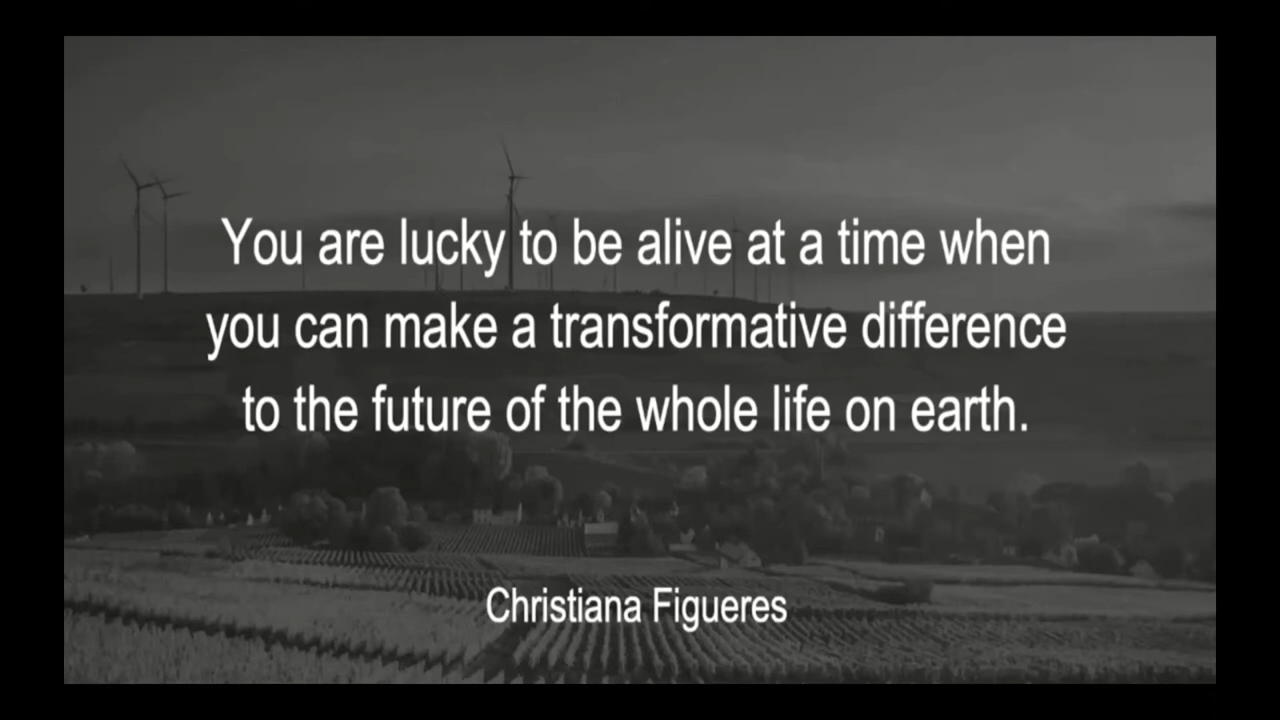 You are lucky to be alive at a time when
you can make a transformative difference
to the future of the whole life on earth.
Christiana Figueres